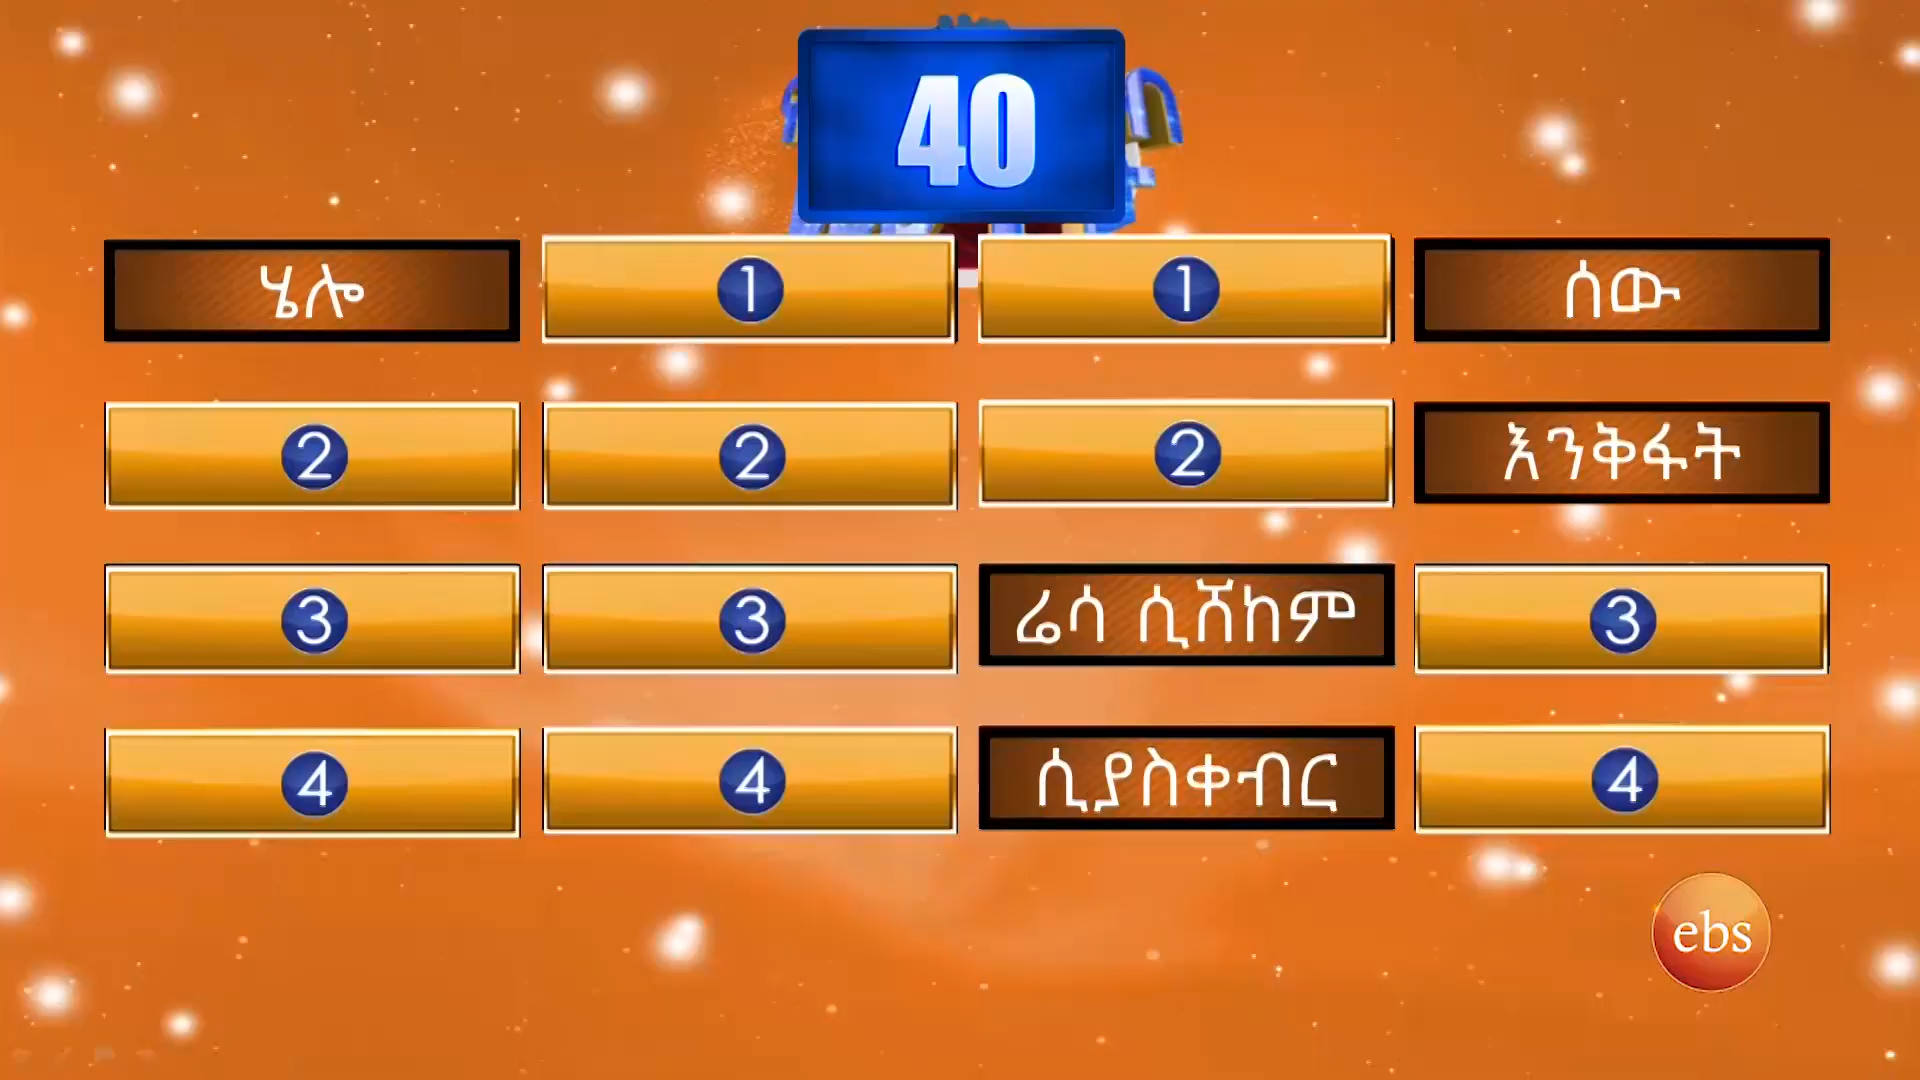 40
ሄሎ 1 1 ሰው
2 2 2 እንቅፋት
3 3 ሬሳ ሲሸከም 3
4 4 ሲያስቀብር 4
ebs